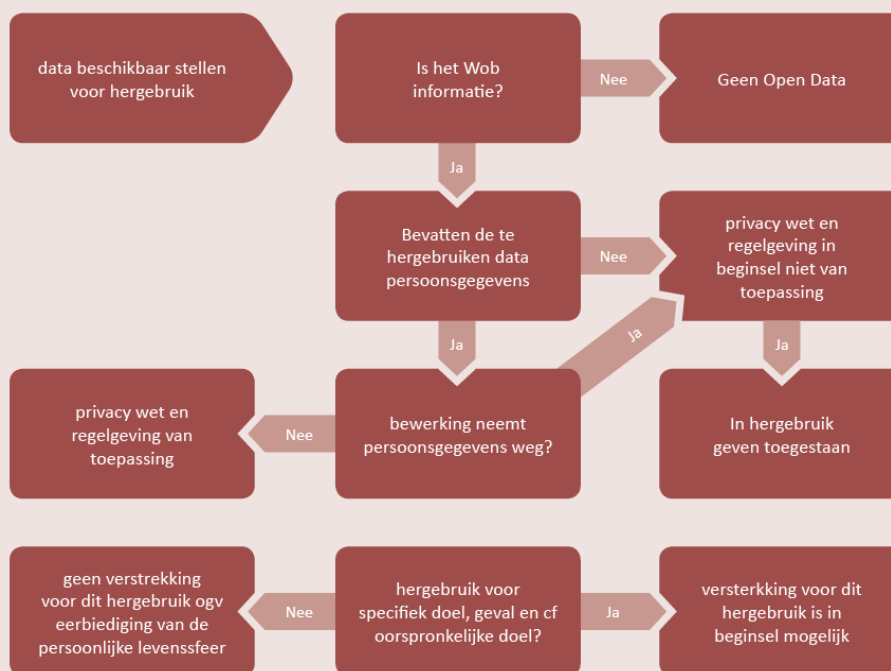 data beschikbaar stellen
voor hergebruik
Is het Wob
informatie?
Nee
Geen Open Data
Ja
Bevatten de te
hergebruiken data
persoonsgegevens
Nee
privacy wet en
regelgeving in
beginsel niet van
toepassing
Ja
Ja
Ja
privacy wet en
regelgeving van
toepassing
Nee
bewerking neemt
persoonsgegevens weg?
In hergebruik
geven toegestaan
geen verstrekking
voor dit hergebruik ogv
eerbiediging van de
persoonlijke levenssfeer
Nee
hergebruik voor
specifiek doel, geval en cf
oorspronkelijke doel?
Ja
versterkking voor dit
hergebruik is in
beginsel mogelijk